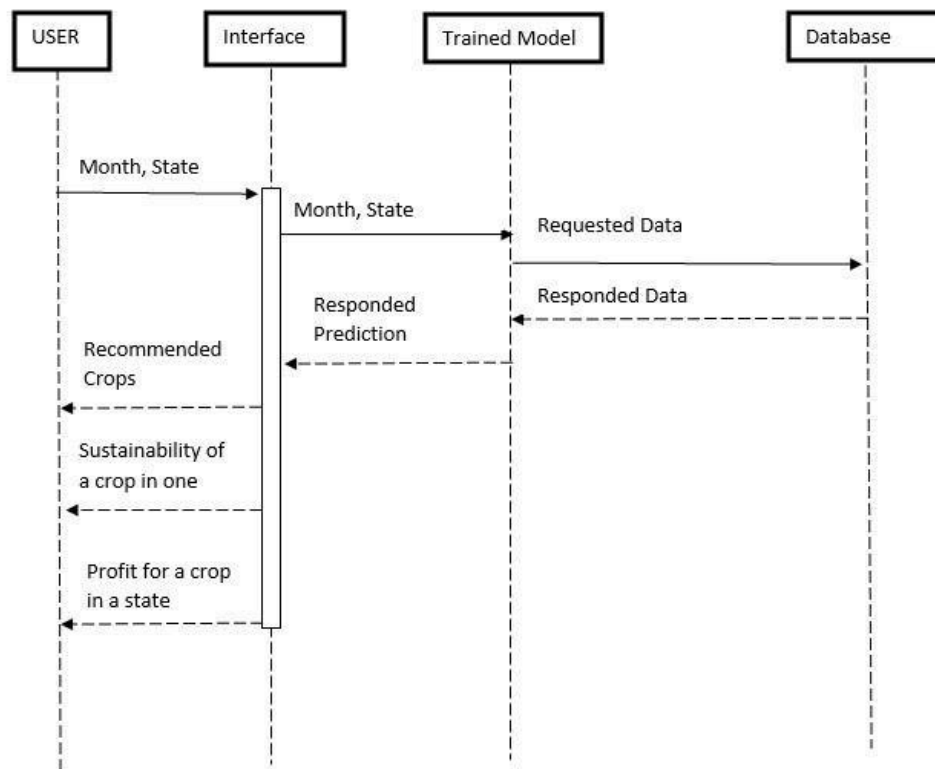 USER
Interface
Trained Model
Database
Month, State
Month, State
Requested Data
Responded Data
Responded
Prediction
Recommended
Crops
Sustainability of
a crop in one
Profit for a crop
in a state